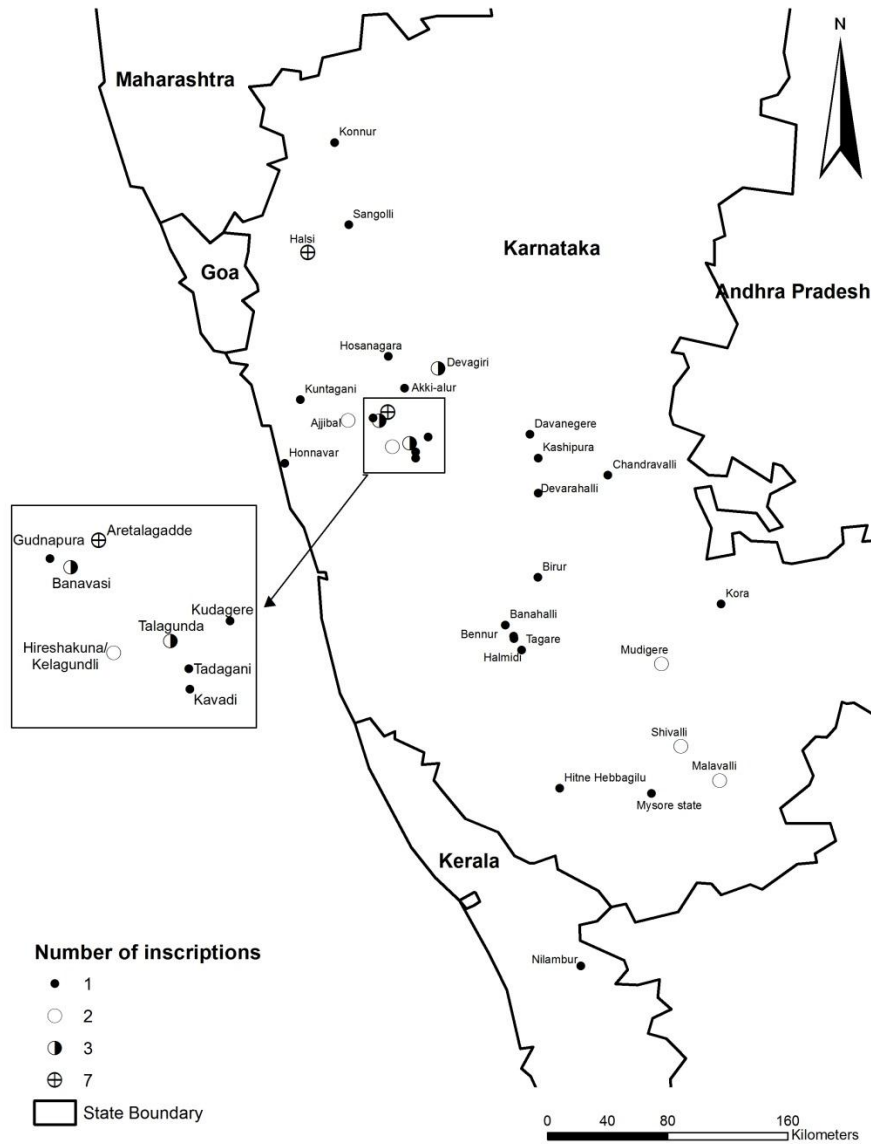 N
Maharashtra
Konnur
Sangolli
Halsi
Karnataka
Goa
Andhra Pradesh
Hosanagara
Devagiri
Akki-alur
Kuntagani
Ajjibal
Davanegere
Kashipura
Chandravalli
Honnavar
Devarahalli
Aretalagadde
Gudnapura
Banavasi
Kudagere
Talagunda
Hireshakuna/
Kelagundli
Tadagani
Kavadi
Birur
Kora
Banahalli
Bennur
Tagare
Halmidi
Mudigere
Shivalli
Malavalli
Hitne Hebbagilu
Mysore state
Kerala
Nilambur
Number of inscriptions
1
2
3
7
State Boundary
0 40 80 160
Kilometers